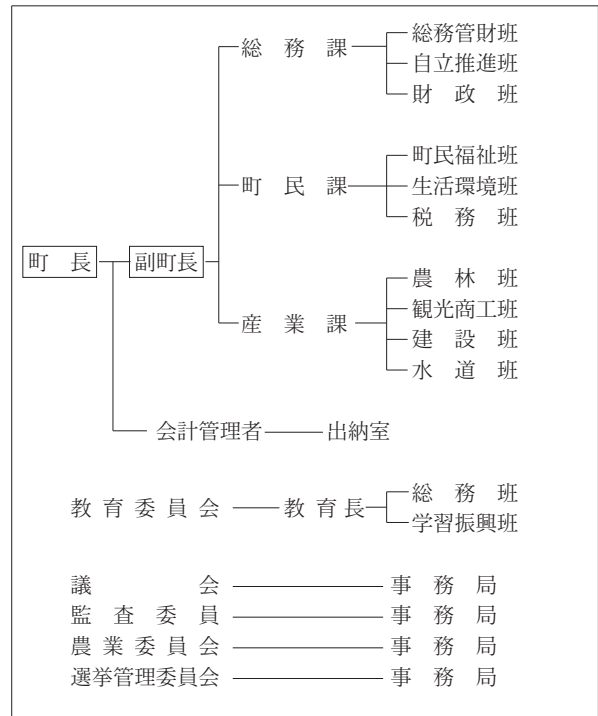 総務課 総務管財班
自立推進班
財政班
町民課 町民福祉班
生活環境班
税務班
町長 副町長
産業課 農林班
観光商工班
建設班
水道班
会計管理者 出納室
教育委員会 教育長 総務班
学習振興班
議会 事務局
監査委員 事務局
農業委員会 事務局
選挙管理委員会 事務局